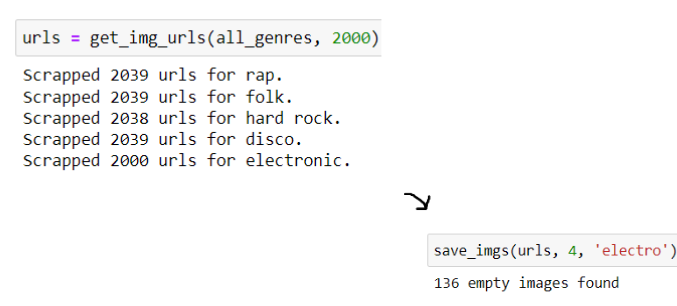 urls = get_img_urls(all_genres, 2000)
Scrapped 2039 urls for rap.
Scrapped 2039 urls for folk.
Scrapped 2038 urls for hard rock.
Scrapped 2039 urls for disco.
Scrapped 2000 urls for electronic.
save_imgs(urls, 4, 'electro')
136 empty images found